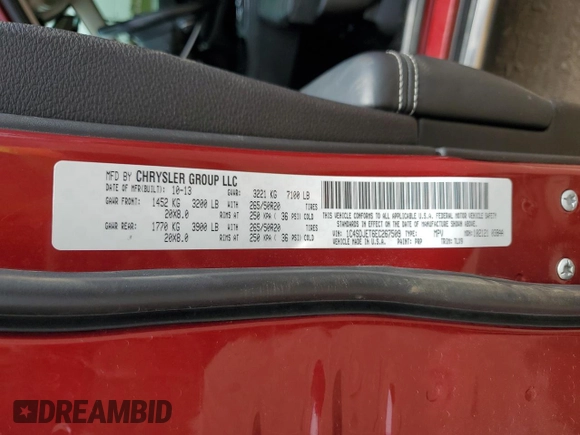 MFD BY CHRYSLER GROUP LLC
DATE OF MFR(BUILT): 10-13 GVWR: 3221 KG 7100 LB
GAWR FRONT: 1452 KG 3200 LB WITH 265/50R20 TIRES
20X8.0 RIMS AT 250 KPA ( 36 PSI) COLD
GAWR REAR: 1770 KG 3900 LB WITH 265/50R20 TIRES
20X8.0 RIMS AT 250 KPA ( 36 PSI) COLD
THIS VEHICLE CONFORMS TO ALL APPLICABLE U.S.A. FEDERAL MOTOR VEHICLE SAFETY
STANDARDS IN EFFECT ON THE DATE OF MANUFACTURE SHOWN ABOVE.
VIN: 1C4SDJET6EC267509 TYPE: MPV
MADE IN U.S.A. PAINT: PRP TRIM: TLX9
DREAMBID